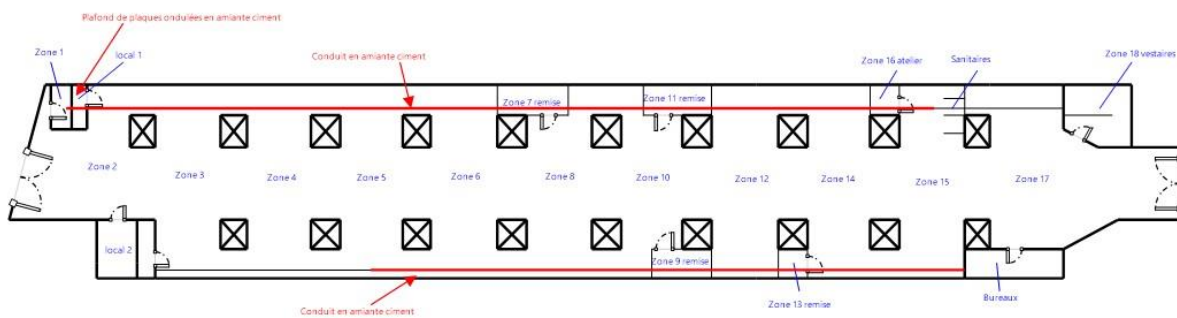 Plafond de plaques ondulées en amiante ciment
Zone 1
local 1
Conduit en amiante ciment
Zone 16 atelier
Sanitaires
Zone 18 vestaires
Zone 7 remise
Zone 11 remise
Zone 2
Zone 3
Zone 4
Zone 5
Zone 6
Zone 8
Zone 10
Zone 12
Zone 14
Zone 15
Zone 17
local 2
Zone 9 remise
Zone 13 remise
Bureaux
Conduit en amiante ciment